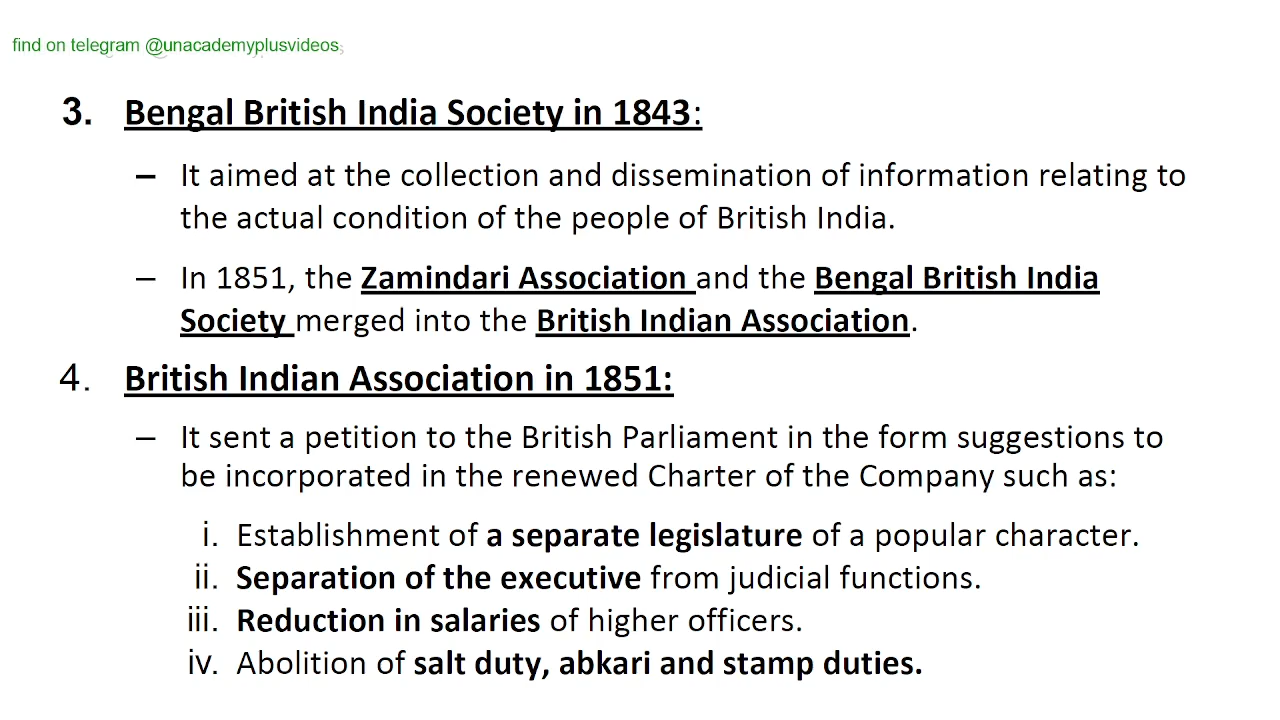 find on telegram @unacademyplusvideos
3. Bengal British India Society in 1843:
– It aimed at the collection and dissemination of information relating to
the actual condition of the people of British India.
– In 1851, the Zamindari Association and the Bengal British India
Society merged into the British Indian Association.
4. British Indian Association in 1851:
– It sent a petition to the British Parliament in the form suggestions to
be incorporated in the renewed Charter of the Company such as:
i. Establishment of a separate legislature of a popular character.
ii. Separation of the executive from judicial functions.
iii. Reduction in salaries of higher officers.
iv. Abolition of salt duty, abkari and stamp duties.